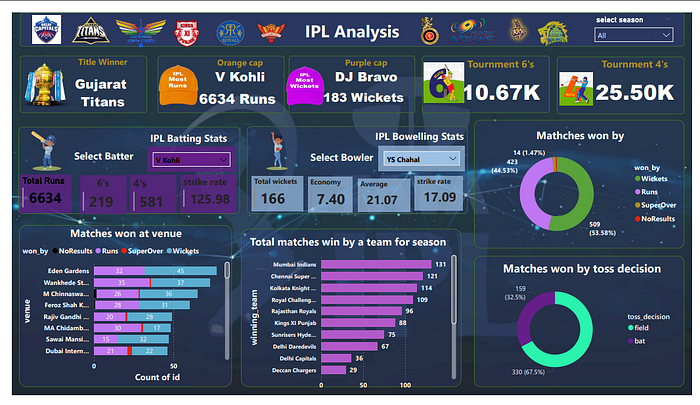 IPL Analysis
select season
All
CAPITALS
TITANS
KINGS XI
PUNJAB
ROYALS
Title Winner
Gujarat
Titans
IPL
Most
Runs
Orange cap
V Kohli
6634 Runs
IPL
Most
Wickets
Purple cap
DJ Bravo
183 Wickets
Tournment 6's
10.67K
Tournment 4's
25.50K
IPL Batting Stats
Select Batter
V Kohli
Total Runs
6634
6's
219
4's
581
strike rate
125.98
IPL Bowelling Stats
Select Bowler
YS Chahal
Total wickets
166
Economy
7.40
Average
21.07
strike rate
17.09
Mathches won by
14 (1.47%)
423
(44.53%)
509
(53.58%)
won_by
Wickets
Runs
SuperOver
NoResults
Matches won at venue
won_by NoResults Runs SuperOver Wickets
venue
Eden Gardens 32 45
Wankhede St... 35 37
M Chinnaswa... 26 36
Feroz Shah K... 28 31
Rajiv Gandhi ... 20 28
MA Chidamb... 30 17
Sawai Mansi... 15 32
Dubai Intern... 21 22
0 50
Count of id
Total matches win by a team for season
winning_team
Mumbai Indians 131
Chennai Super ... 121
Kolkata Knight ... 114
Royal Challeng... 109
Rajasthan Royals 96
Kings XI Punjab 88
Sunrisers Hyde... 75
Delhi Daredevils 67
Delhi Capitals 36
Deccan Chargers 29
0 50 100
Matches won by toss decision
159
(32.5%)
330 (67.5%)
toss_decision
field
bat